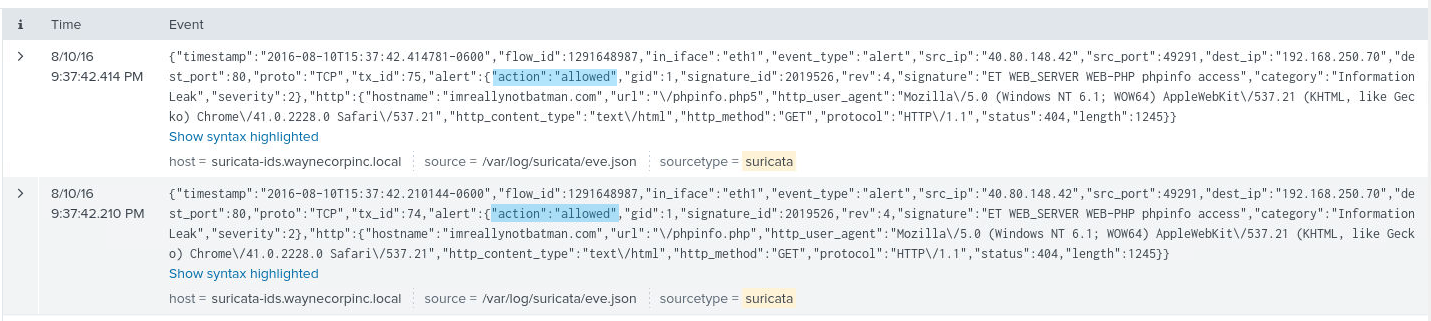 i Time Event
8/10/16 {"timestamp":"2016-08-10T15:37:42.414781-0600","flow_id":1291648987,"in_iface":"eth1","event_type":"alert","src_ip":"40.80.148.42","src_port":49291,"dest_ip":"192.168.250.70","de
9:37:42.414 PM st_port":80,"proto":"TCP","tx_id":75,"alert":{"action":"allowed","gid":1,"signature_id":2019526,"rev":4,"signature":"ET WEB_SERVER WEB-PHP phpinfo access","category":"Information
Leak","severity":2},"http":{"hostname":"imreallynotbatman.com","url":"\/phpinfo.php5","http_user_agent":"Mozilla\/5.0 (Windows NT 6.1; WOW64) AppleWebKit\/537.21 (KHTML, like Gec
ko) Chrome\/41.0.2228.0 Safari\/537.21","http_content_type":"text\/html","http_method":"GET","protocol":"HTTP\/1.1","status":404,"length":1245}}
Show syntax highlighted
host = suricata-ids.waynecorpinc.local source = /var/log/suricata/eve.json sourcetype = suricata
8/10/16 {"timestamp":"2016-08-10T15:37:42.210144-0600","flow_id":1291648987,"in_iface":"eth1","event_type":"alert","src_ip":"40.80.148.42","src_port":49291,"dest_ip":"192.168.250.70","de
9:37:42.210 PM st_port":80,"proto":"TCP","tx_id":74,"alert":{"action":"allowed","gid":1,"signature_id":2019526,"rev":4,"signature":"ET WEB_SERVER WEB-PHP phpinfo access","category":"Information
Leak","severity":2},"http":{"hostname":"imreallynotbatman.com","url":"\/phpinfo.php","http_user_agent":"Mozilla\/5.0 (Windows NT 6.1; WOW64) AppleWebKit\/537.21 (KHTML, like Geck
o) Chrome\/41.0.2228.0 Safari\/537.21","http_content_type":"text\/html","http_method":"GET","protocol":"HTTP\/1.1","status":404,"length":1245}}
Show syntax highlighted
host = suricata-ids.waynecorpinc.local source = /var/log/suricata/eve.json sourcetype = suricata